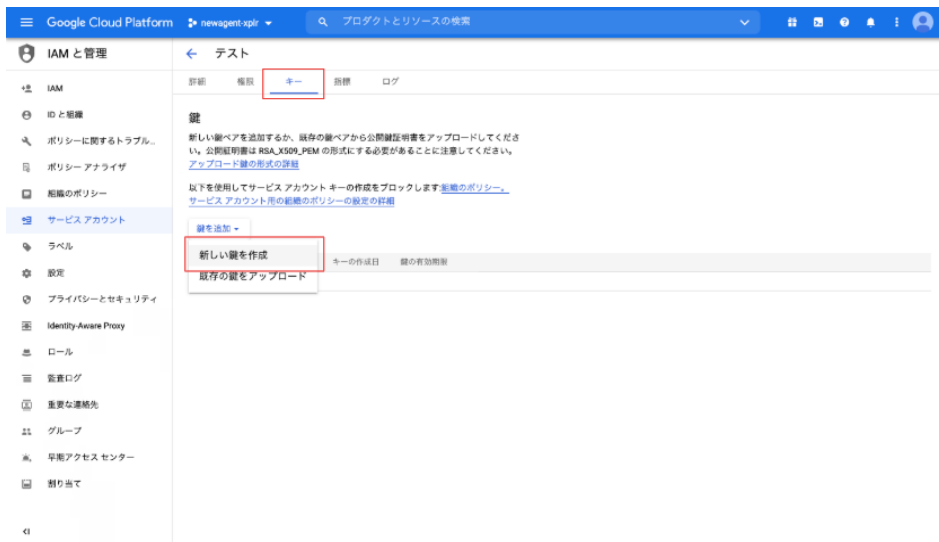 Google Cloud Platform
newagent-xplr
プロダクトとリソースの検索
IAM と管理
テスト
詳細
権限
キー
指標
ログ
IAM
ID と組織
ポリシーに関するトラブル...
ポリシー アナライザ
組織のポリシー
サービス アカウント
ラベル
設定
プライバシーとセキュリティ
Identity-Aware Proxy
ロール
監査ログ
重要な連絡先
グループ
早期アクセス センター
割り当て
鍵
新しい鍵ペアを追加するか、既存の鍵ペアから公開鍵証明書をアップロードしてくださ
い。公開証明書は RSA_X509_PEM の形式にする必要があることに注意してください。
アップロード鍵の形式の詳細
以下を使用してサービス アカウント キーの作成をブロックします:組織のポリシー。
サービス アカウント用の組織のポリシーの設定の詳細
鍵を追加
新しい鍵を作成
既存の鍵をアップロード
キーの作成日
鍵の有効期限